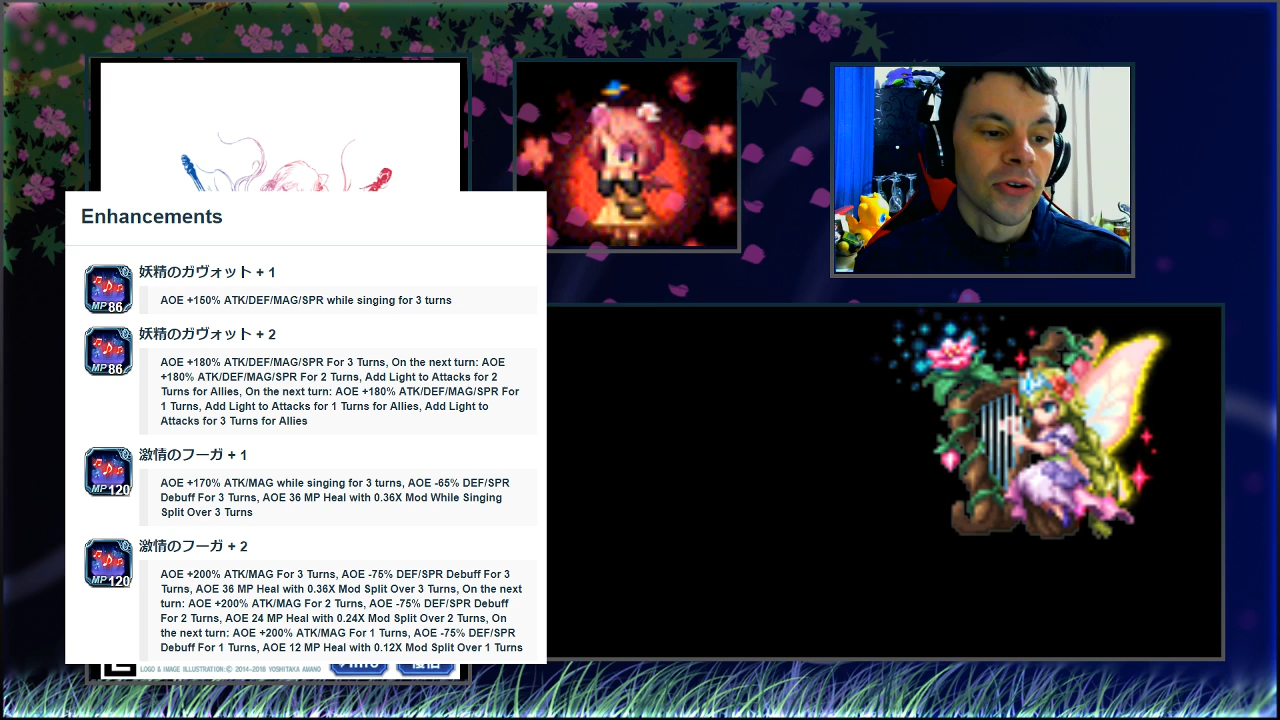 Enhancements
妖精のガヴォット + 1
MP 86
AOE +150% ATK/DEF/MAG/SPR while singing for 3 turns
妖精のガヴォット + 2
MP 86
AOE +180% ATK/DEF/MAG/SPR For 3 Turns, On the next turn: AOE
+180% ATK/DEF/MAG/SPR For 2 Turns, Add Light to Attacks for 2
Turns for Allies, On the next turn: AOE +180% ATK/DEF/MAG/SPR For
1 Turns, Add Light to Attacks for 1 Turns for Allies, Add Light to
Attacks for 3 Turns for Allies
激情のフーガ + 1
MP 120
AOE +170% ATK/MAG while singing for 3 turns, AOE -65% DEF/SPR
Debuff For 3 Turns, AOE 36 MP Heal with 0.36X Mod While Singing
Split Over 3 Turns
激情のフーガ + 2
MP 120
AOE +200% ATK/MAG For 3 Turns, AOE -75% DEF/SPR Debuff For 3
Turns, AOE 36 MP Heal with 0.36X Mod Split Over 3 Turns, On the next
turn: AOE +200% ATK/MAG For 2 Turns, AOE -75% DEF/SPR Debuff
For 2 Turns, AOE 24 MP Heal with 0.24X Mod Split Over 2 Turns, On
the next turn: AOE +200% ATK/MAG For 1 Turns, AOE -75% DEF/SPR
Debuff For 1 Turns, AOE 12 MP Heal with 0.12X Mod Split Over 1 Turns
LOGO & IMAGE ILLUSTRATION:© 2014-2018 YOSHITAKA AMANO